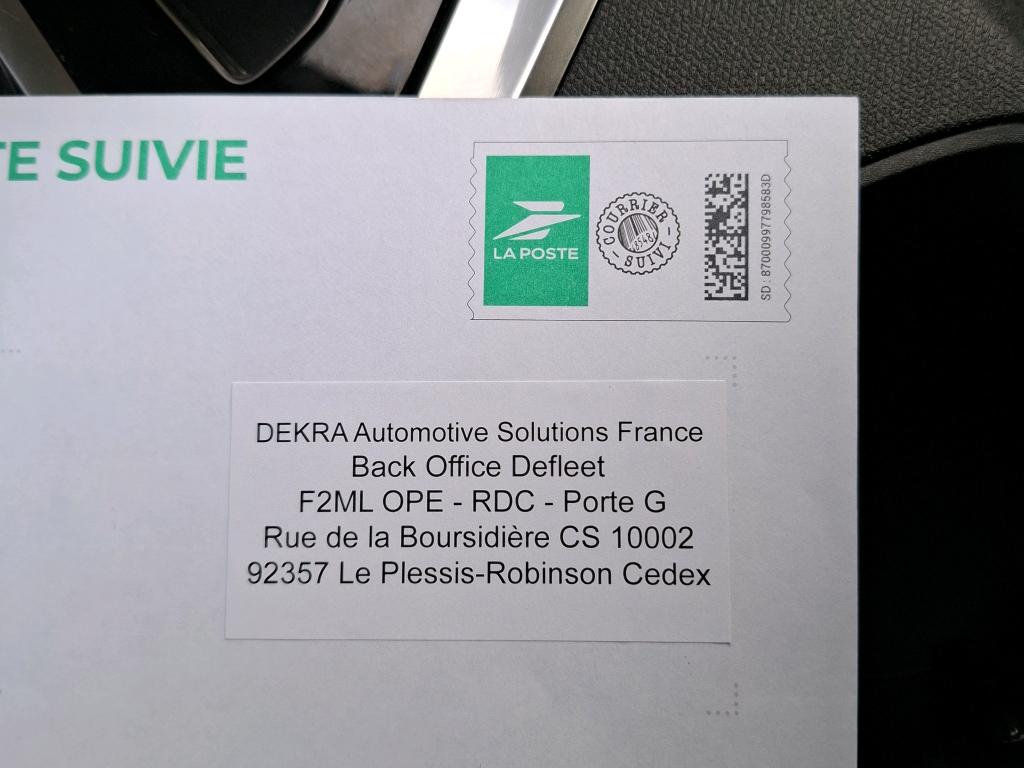 TE SUIVIE
LA POSTE
COURRIER
SUIVI
SD : 87000997798583D
DEKRA Automotive Solutions France
Back Office Defleet
F2ML OPE - RDC - Porte G
Rue de la Boursidière CS 10002
92357 Le Plessis-Robinson Cedex